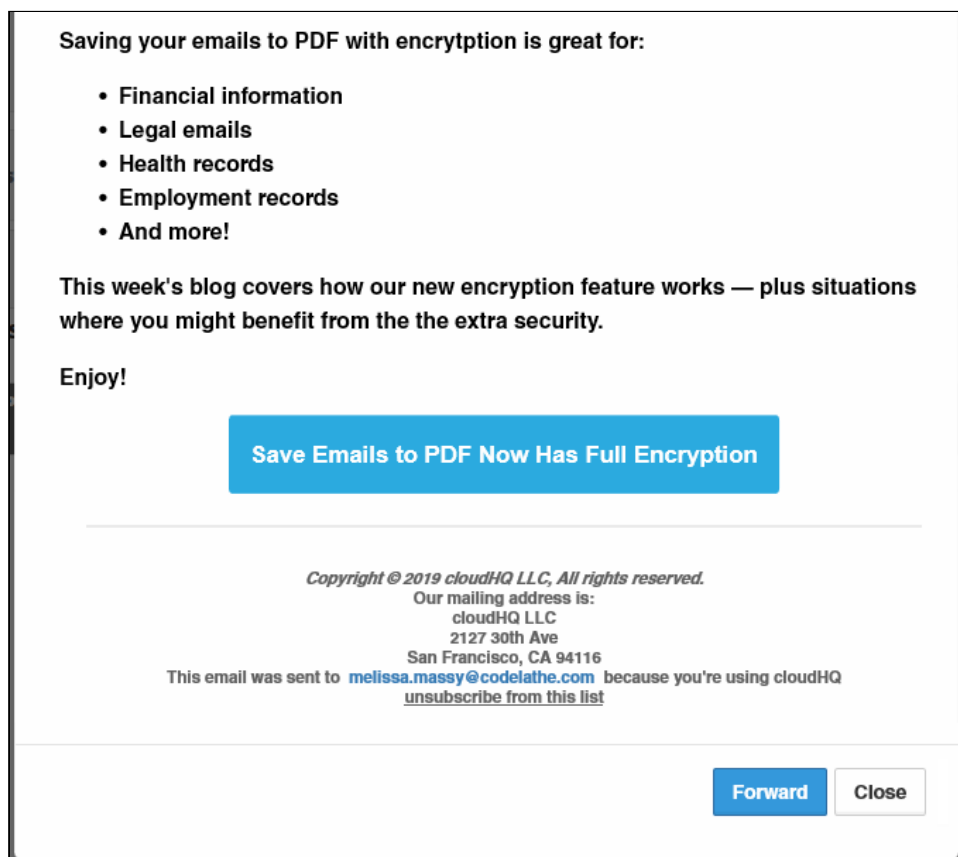 Saving your emails to PDF with encrytption is great for:
• Financial information
• Legal emails
• Health records
• Employment records
• And more!
This week's blog covers how our new encryption feature works — plus situations
where you might benefit from the the extra security.
Enjoy!
Save Emails to PDF Now Has Full Encryption
Copyright © 2019 cloudHQ LLC, All rights reserved.
Our mailing address is:
cloudHQ LLC
2127 30th Ave
San Francisco, CA 94116
This email was sent to melissa.massy@codelathe.com because you're using cloudHQ
unsubscribe from this list
Forward Close